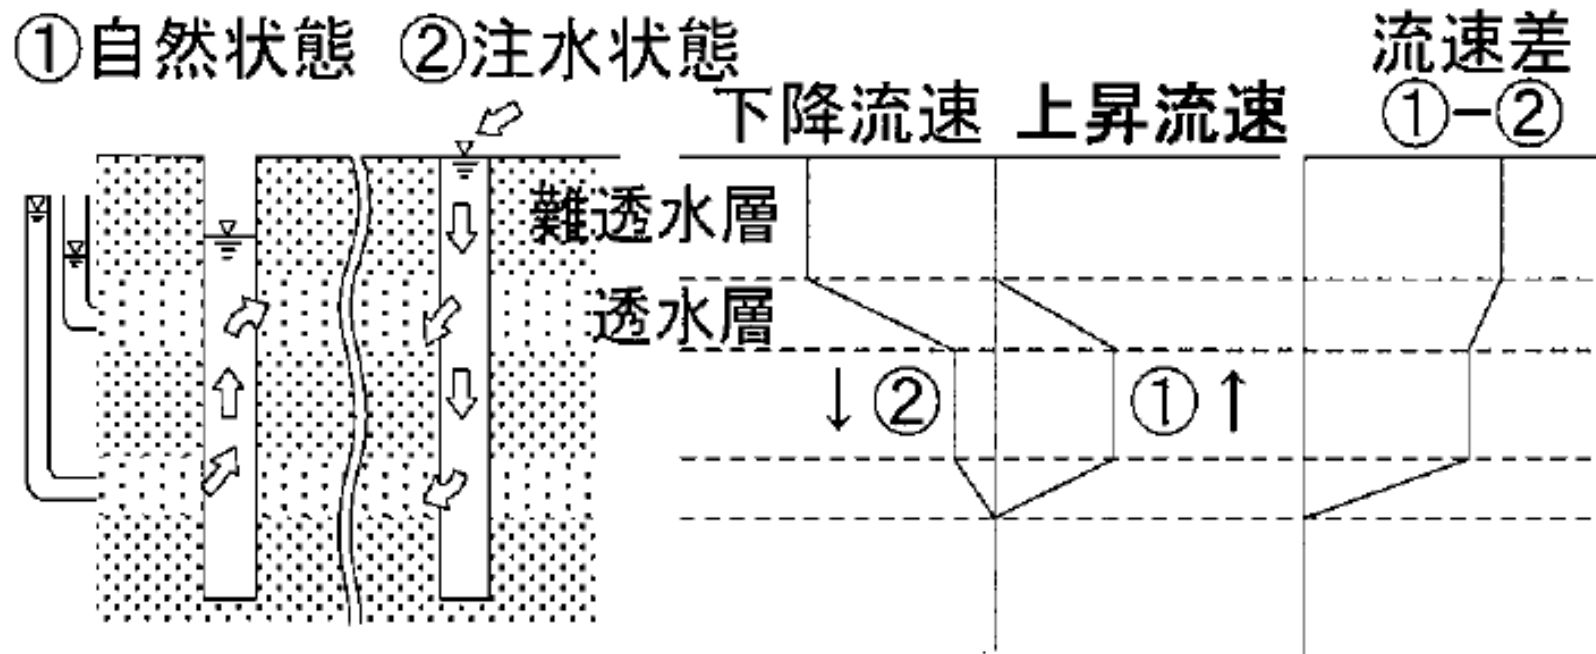 ①自然状態 ②注水状態
下降流速 上昇流速
流速差
①-②
難透水層
透水層
↓② ①↑